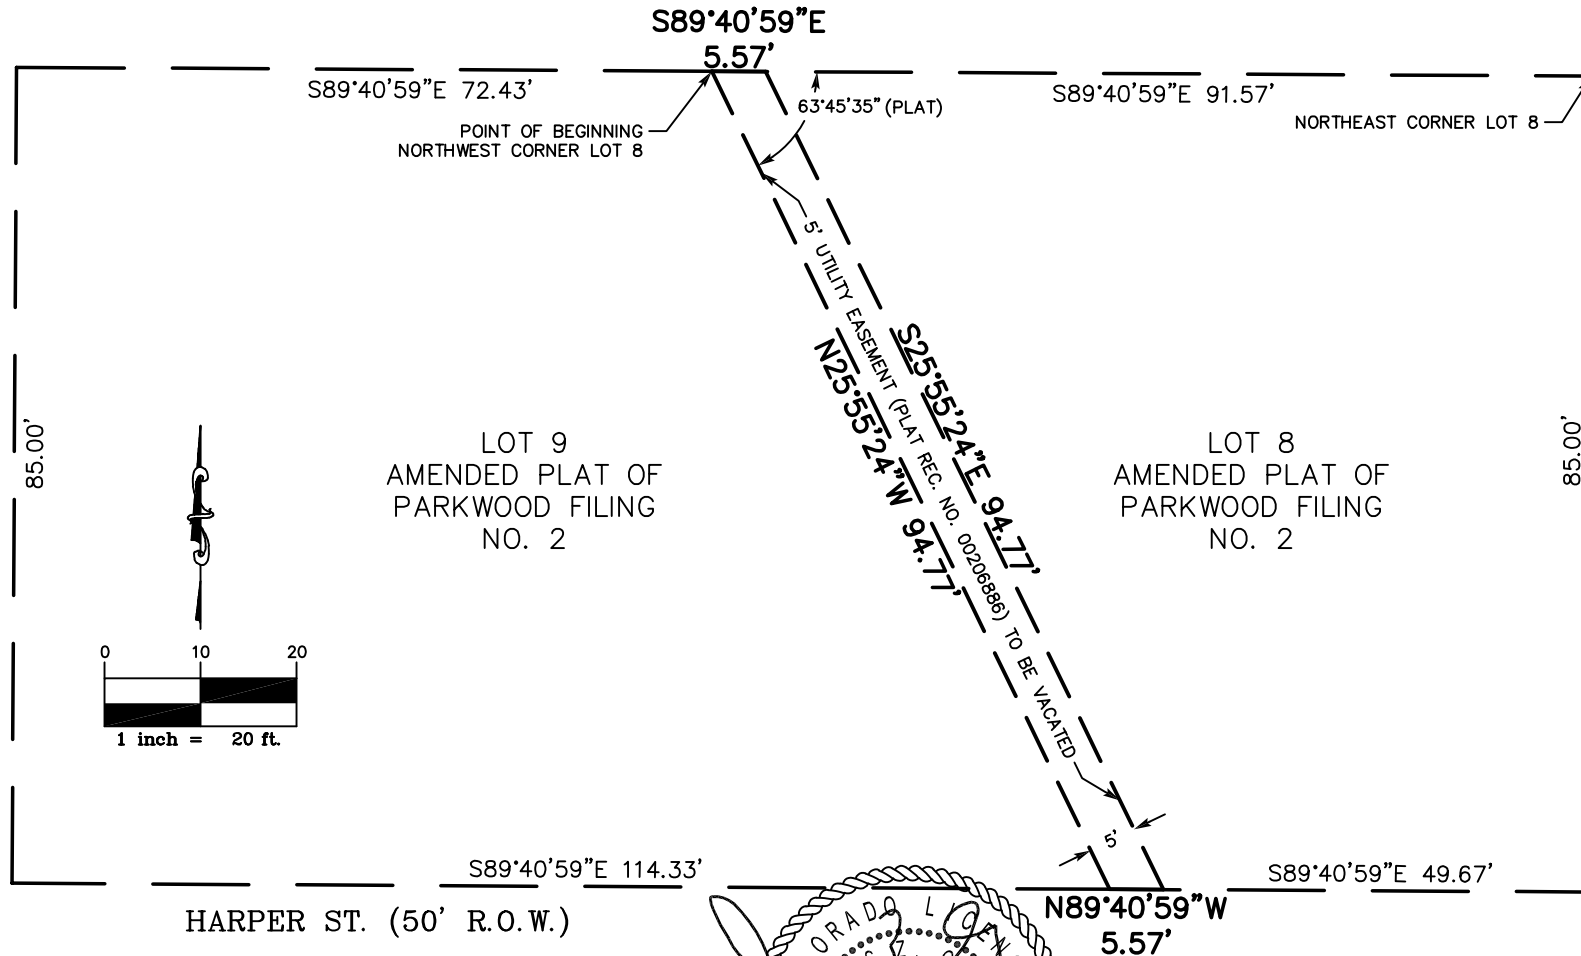 S89°40'59"E
5.57'
S89°40'59"E 72.43'
S89°40'59"E 91.57'
63°45'35" (PLAT)
POINT OF BEGINNING
NORTHWEST CORNER LOT 8
NORTHEAST CORNER LOT 8
5' UTILITY EASEMENT (PLAT REC. NO. 00206886) TO BE VACATED
S25°55'24"E 94.77'
N25°55'24"W 94.77'
85.00'
LOT 9
AMENDED PLAT OF
PARKWOOD FILING
NO. 2
LOT 8
AMENDED PLAT OF
PARKWOOD FILING
NO. 2
85.00'
0 10 20
1 inch = 20 ft.
5'
S89°40'59"E 114.33'
S89°40'59"E 49.67'
HARPER ST. (50' R.O.W.)
N89°40'59"W
5.57'